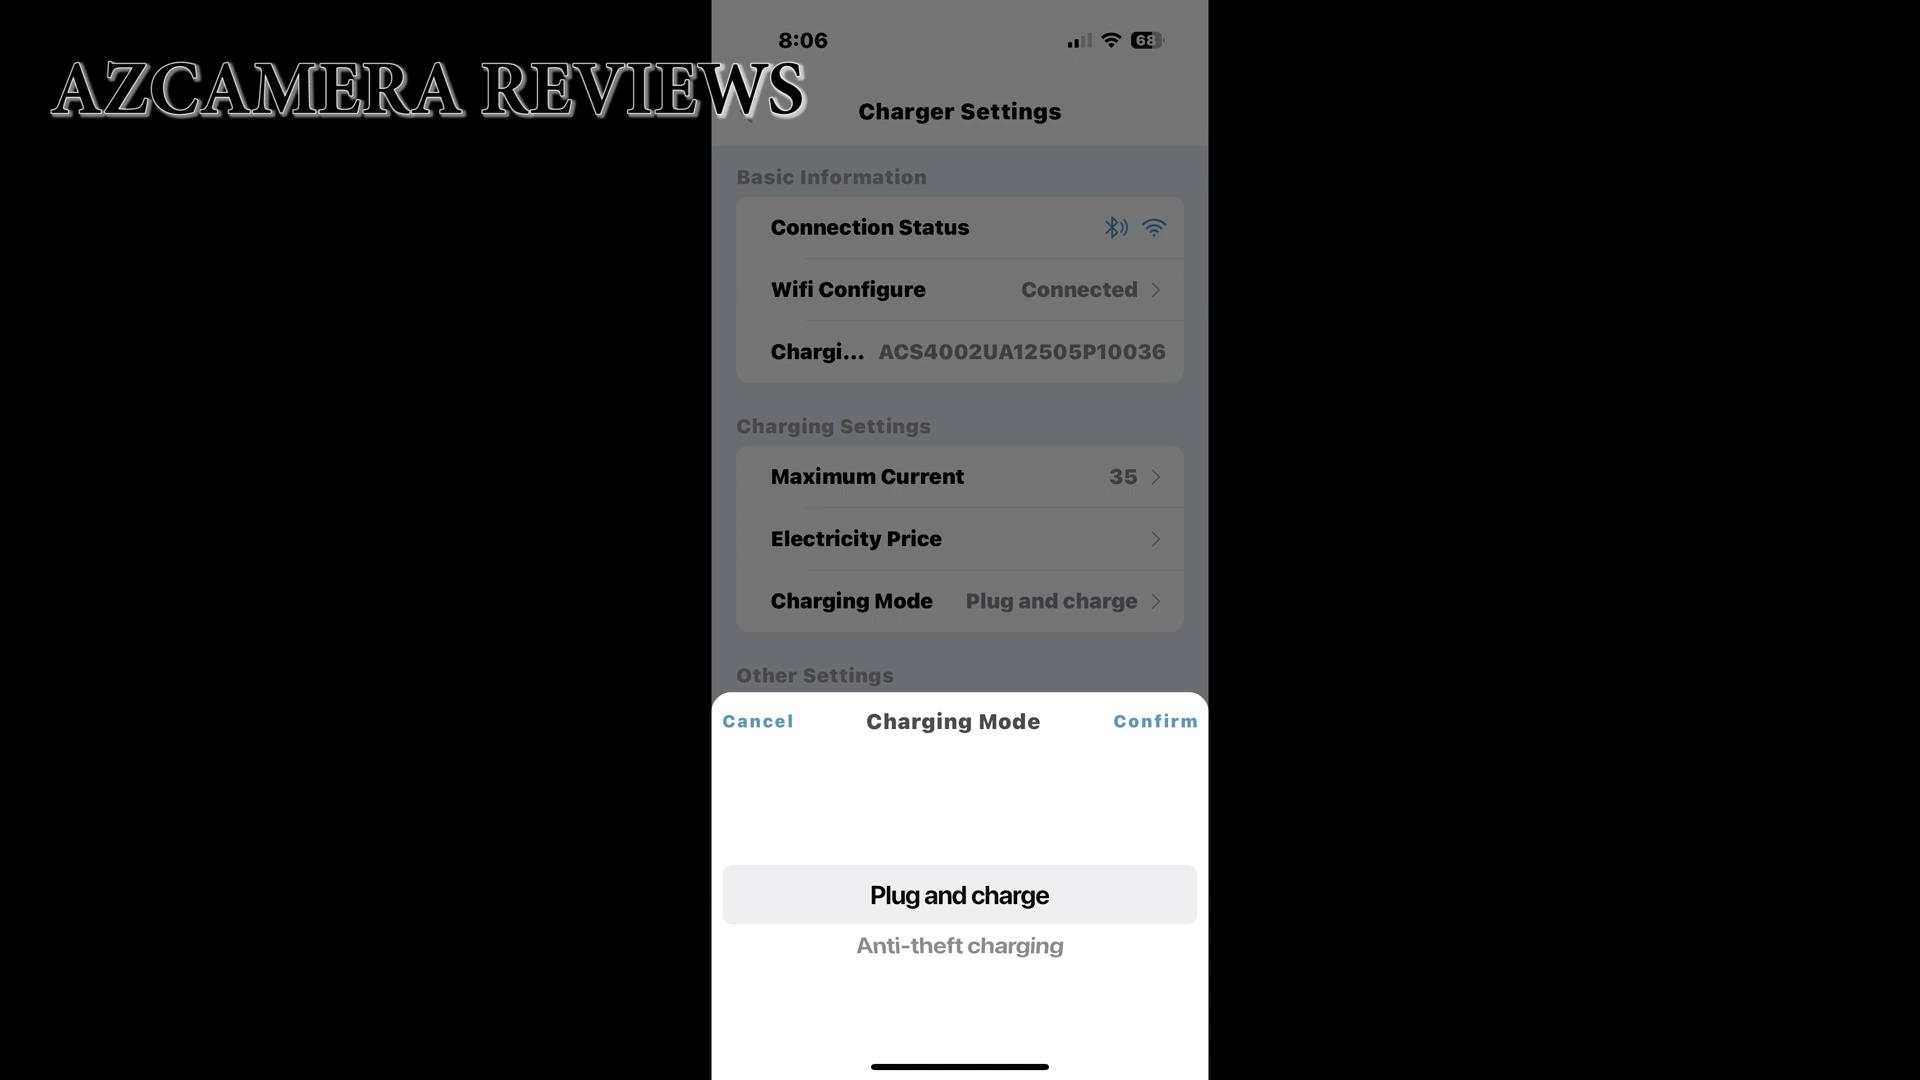 8:06
68
AZCAMERA REVIEWS
Charger Settings
Basic Information
Connection Status
Wifi Configure Connected
Chargi... ACS4002UA12505P10036
Charging Settings
Maximum Current 35
Electricity Price
Charging Mode Plug and charge
Other Settings
Cancel Charging Mode Confirm
Plug and charge
Anti-theft charging